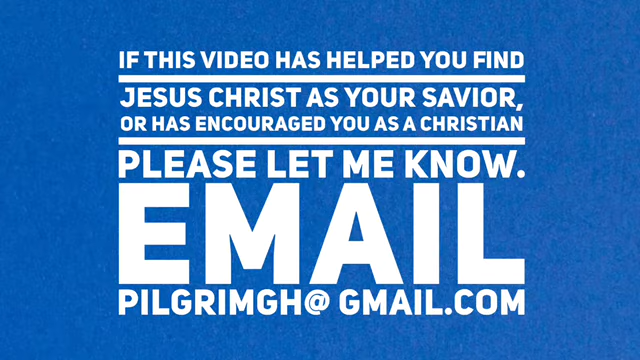 IF THIS VIDEO HAS HELPED YOU FIND
JESUS CHRIST AS YOUR SAVIOR,
OR HAS ENCOURAGED YOU AS A CHRISTIAN
PLEASE LET ME KNOW.
EMAIL
PILGRIMGH@ GMAIL.COM